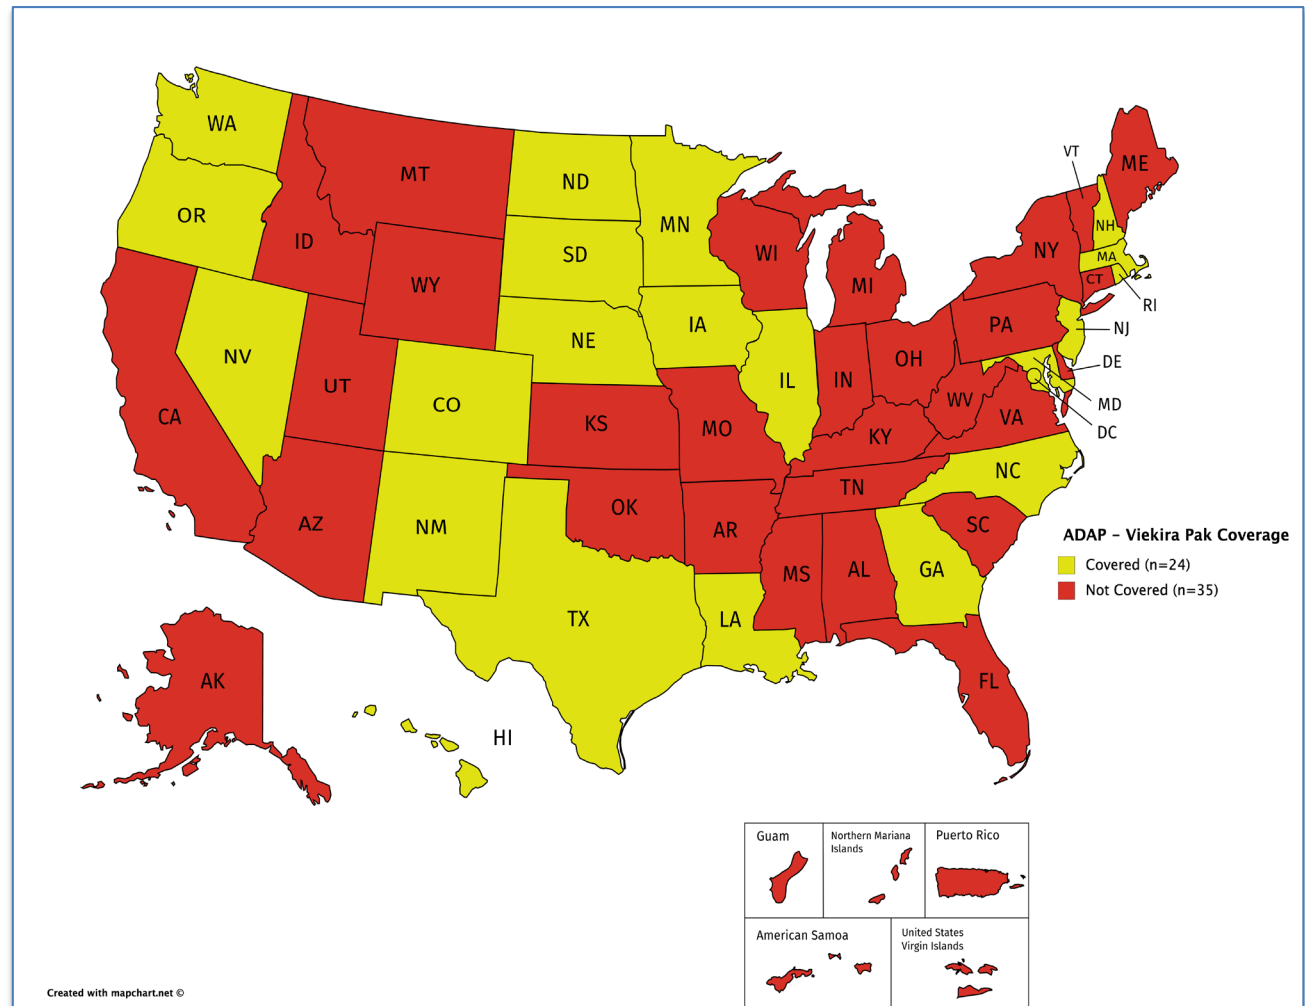 WA
OR
CA
NV
ID
MT
WY
UT
AZ
CO
NM
ND
SD
NE
KS
OK
TX
MN
IA
MO
AR
LA
WI
IL
MI
IN
OH
KY
TN
MS
AL
GA
FL
SC
NC
VA
WV
PA
NY
VT
ME
NH
MA
CT
RI
NJ
DE
MD
DC
AK
HI
ADAP – Viekira Pak Coverage
Covered (n=24)
Not Covered (n=35)
Guam
Northern Mariana
Islands
Puerto Rico
American Samoa
United States
Virgin Islands
Created with mapchart.net ©